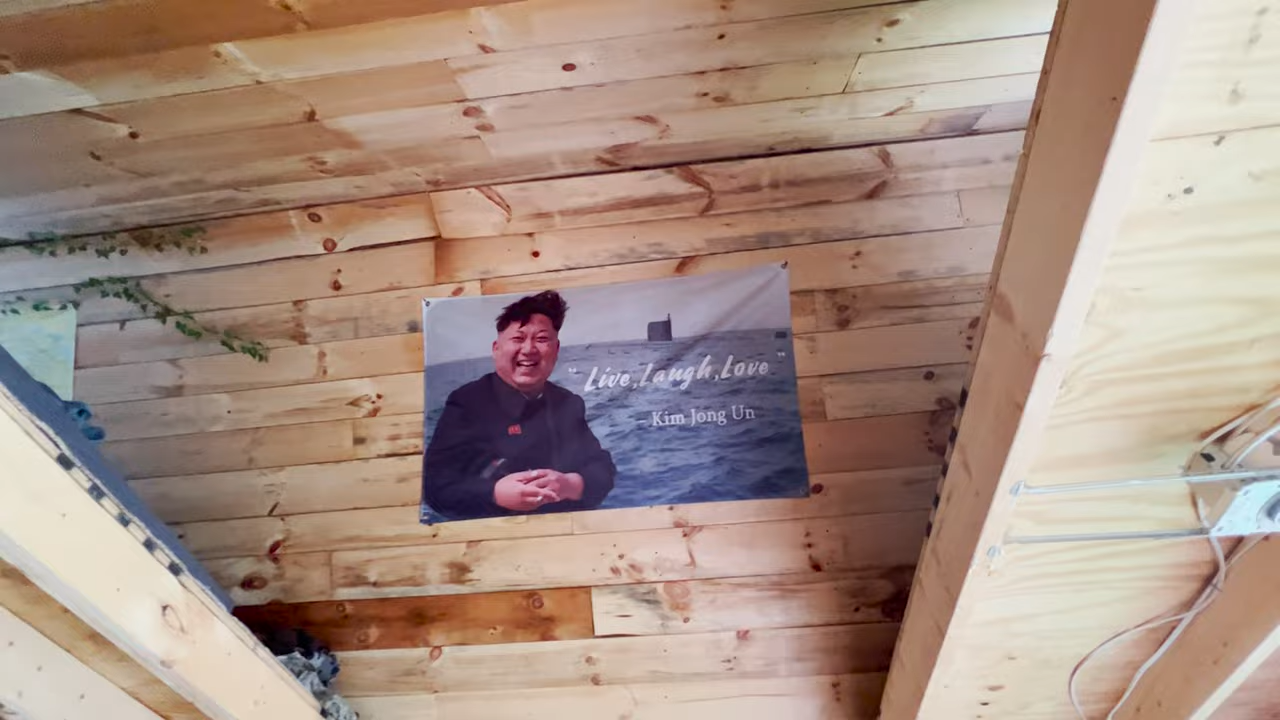 " Live,Laugh,Love "
– Kim Jong Un